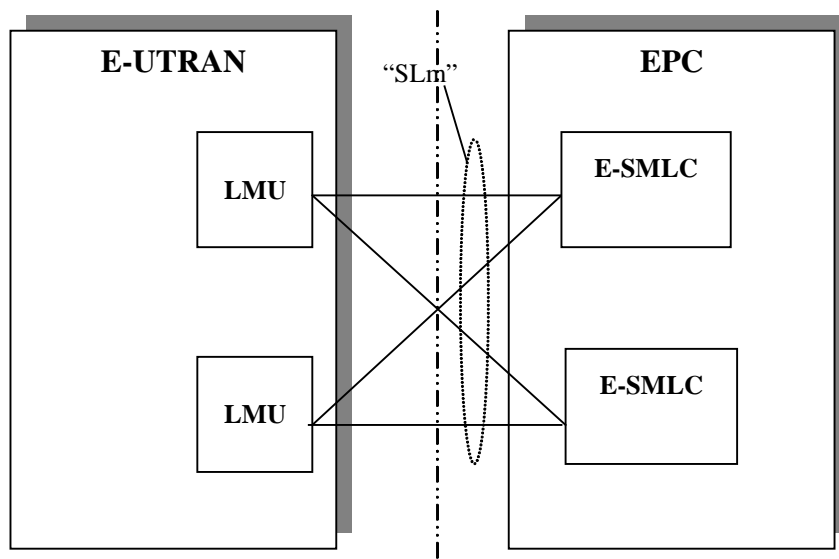 E-UTRAN
EPC
“SLm”
LMU
E-SMLC
LMU
E-SMLC